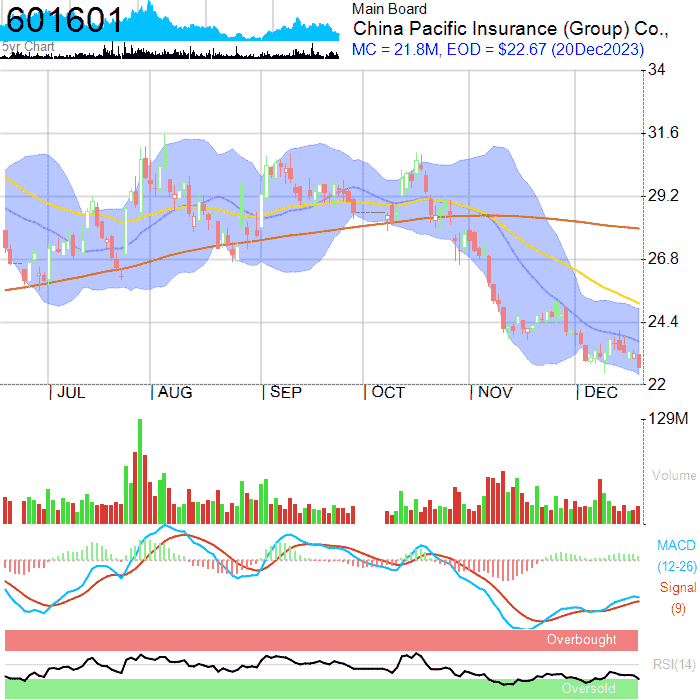 601601
5yr Chart
Main Board
China Pacific Insurance (Group) Co.,
MC = 21.8M, EOD = $22.67 (20Dec2023)
34
31.6
29.2
26.8
24.4
22
JUL AUG SEP OCT NOV DEC
129M
Volume
MACD
(12-26)
Signal
(9)
Overbought
RSI(14)
Oversold